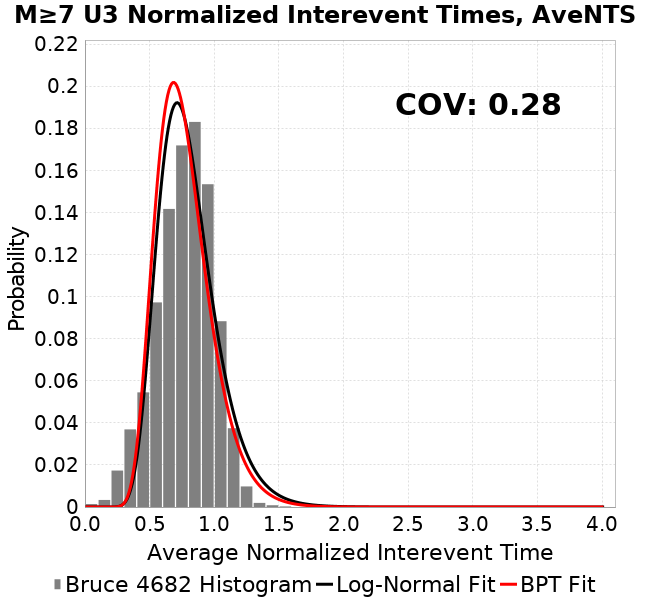 M≥7 U3 Normalized Interevent Times, AveNTS
0.22
0.2
0.18
0.16
0.14
0.12
0.1
0.08
0.06
0.04
0.02
0
Probability
COV: 0.28
0.0 0.5 1.0 1.5 2.0 2.5 3.0 3.5 4.0
Average Normalized Interevent Time
Bruce 4682 Histogram Log-Normal Fit BPT Fit